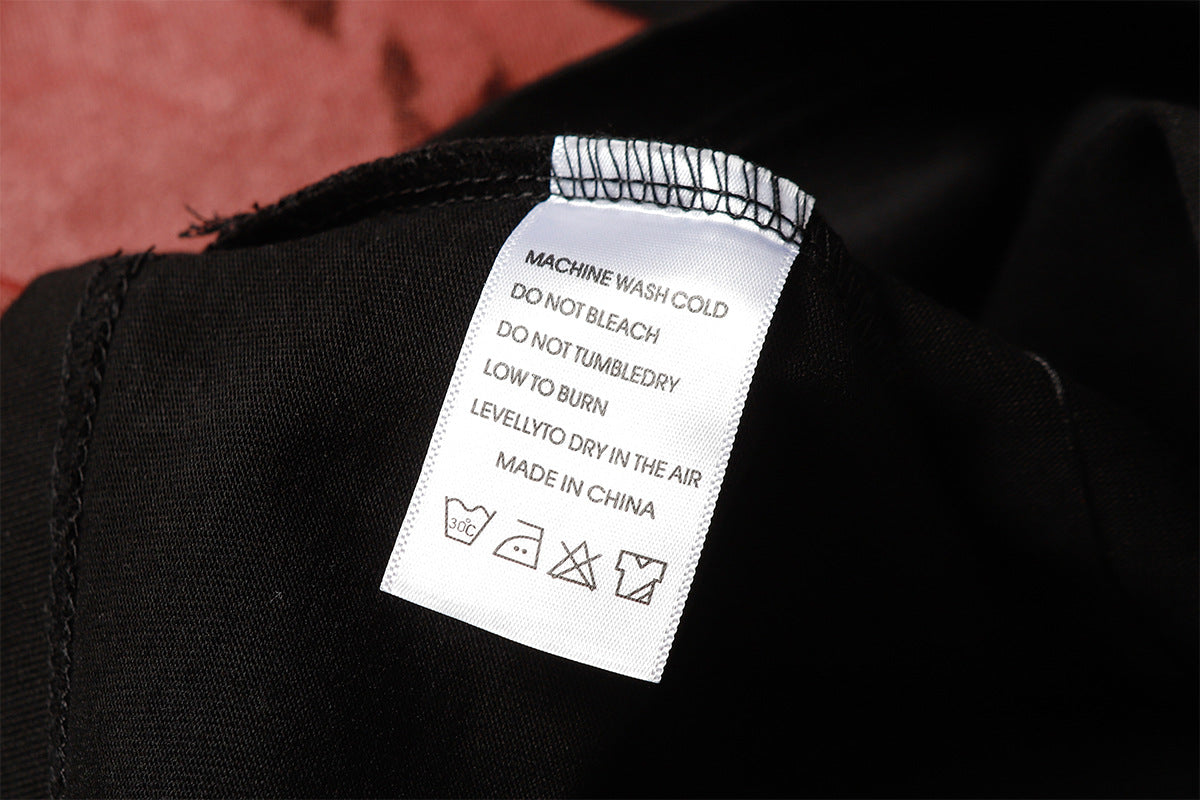 MACHINE WASH COLD
DO NOT BLEACH
DO NOT TUMBLEDRY
LOW TO BURN
LEVELLYTO DRY IN THE AIR
MADE IN CHINA
30°C